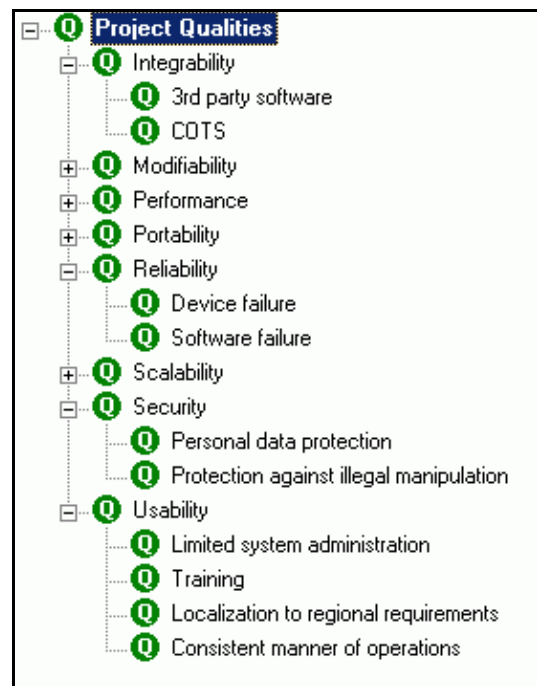 Q Project Qualities
Q Integrability
Q 3rd party software
Q COTS
Q Modifiability
Q Performance
Q Portability
Q Reliability
Q Device failure
Q Software failure
Q Scalability
Q Security
Q Personal data protection
Q Protection against illegal manipulation
Q Usability
Q Limited system administration
Q Training
Q Localization to regional requirements
Q Consistent manner of operations